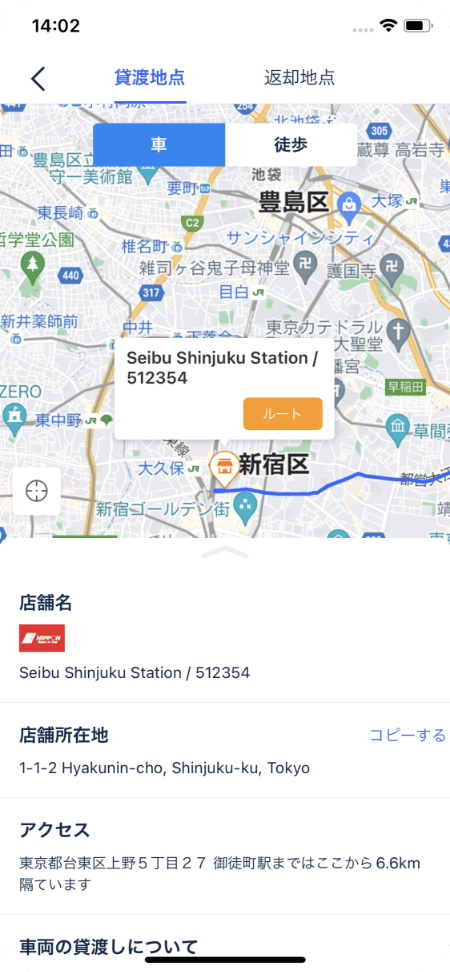 14:02
貸渡地点
返却地点
車
徒歩
北池袋
305
蔵尊 高岩寺
豊島区立
守一美術館
池袋
要町
豊島区
大塚
東長崎
C2
サンシャインシティ
哲学堂公園
椎名町
雑司ヶ谷鬼子母神堂
護国寺
440
317
目白
新井薬師前
中井
下落合
東京カテドラル
大聖堂
Seibu Shinjuku Station /
512354
ルート
早稲田
ZERO
東中野
大久保
新宿区
新宿ゴールデン街
店舗名
NIPPON
Seibu Shinjuku Station / 512354
店舗所在地
コピーする
1-1-2 Hyakunin-cho, Shinjuku-ku, Tokyo
アクセス
東京都台東区上野５丁目２７ 御徒町駅まではここから6.6km
隔ています
車両の貸渡しについて